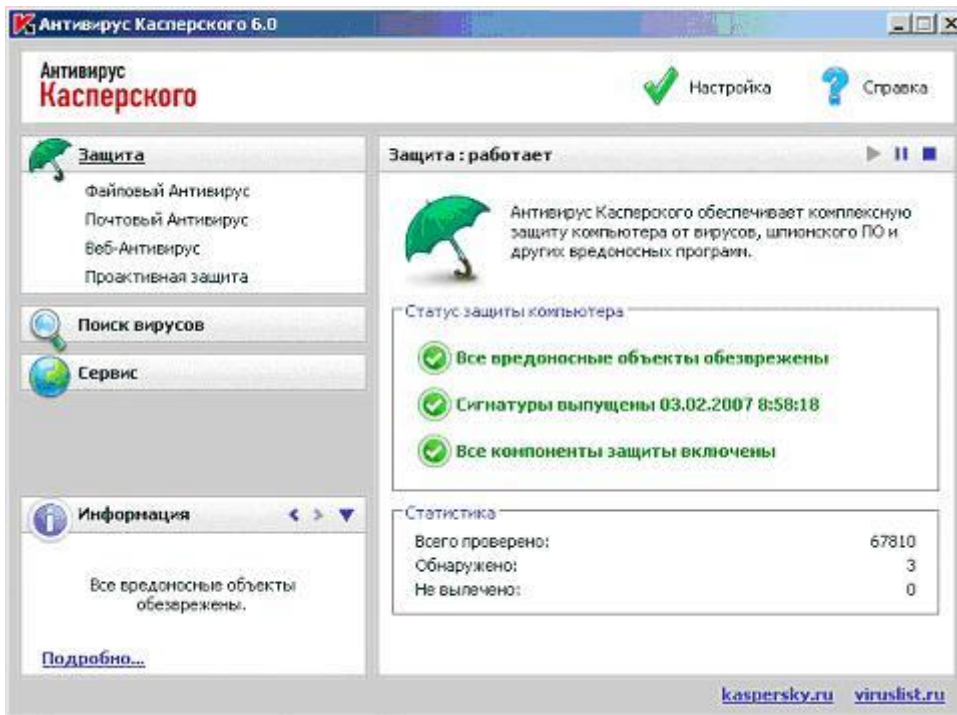 Антивирус Касперского 6.0
Антивирус
Касперского
Настройка
Справка
Защита
Файловый Антивирус
Почтовый Антивирус
Веб-Антивирус
Проактивная защита
Поиск вирусов
Сервис
Информация
Все вредоносные объекты
обезврежены.
Подробно...
Защита : работает
Антивирус Касперского обеспечивает комплексную
защиту компьютера от вирусов, шпионского ПО и
других вредоносных программ.
Статус защиты компьютера
Все вредоносные объекты обезврежены
Сигнатуры выпущены 03.02.2007 8:58:18
Все компоненты защиты включены
Статистика
Всего проверено: 67810
Обнаружено: 3
Не вылечено: 0
kaspersky.ru viruslist.ru